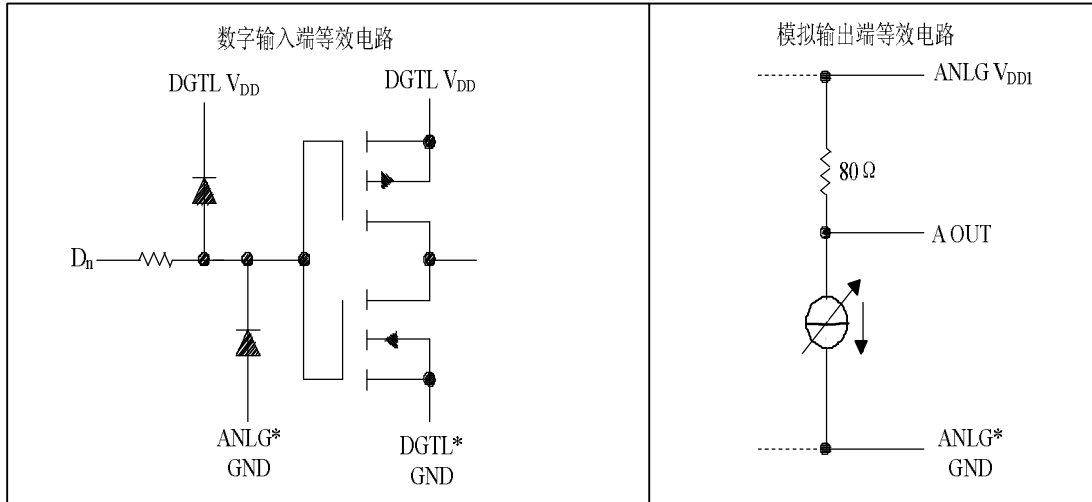 数字输入端等效电路
DGTL VDD
DGTL VDD
Dn
ANLG*
GND
DGTL*
GND
模拟输出端等效电路
ANLG VDD1
80Ω
A OUT
ANLG*
GND